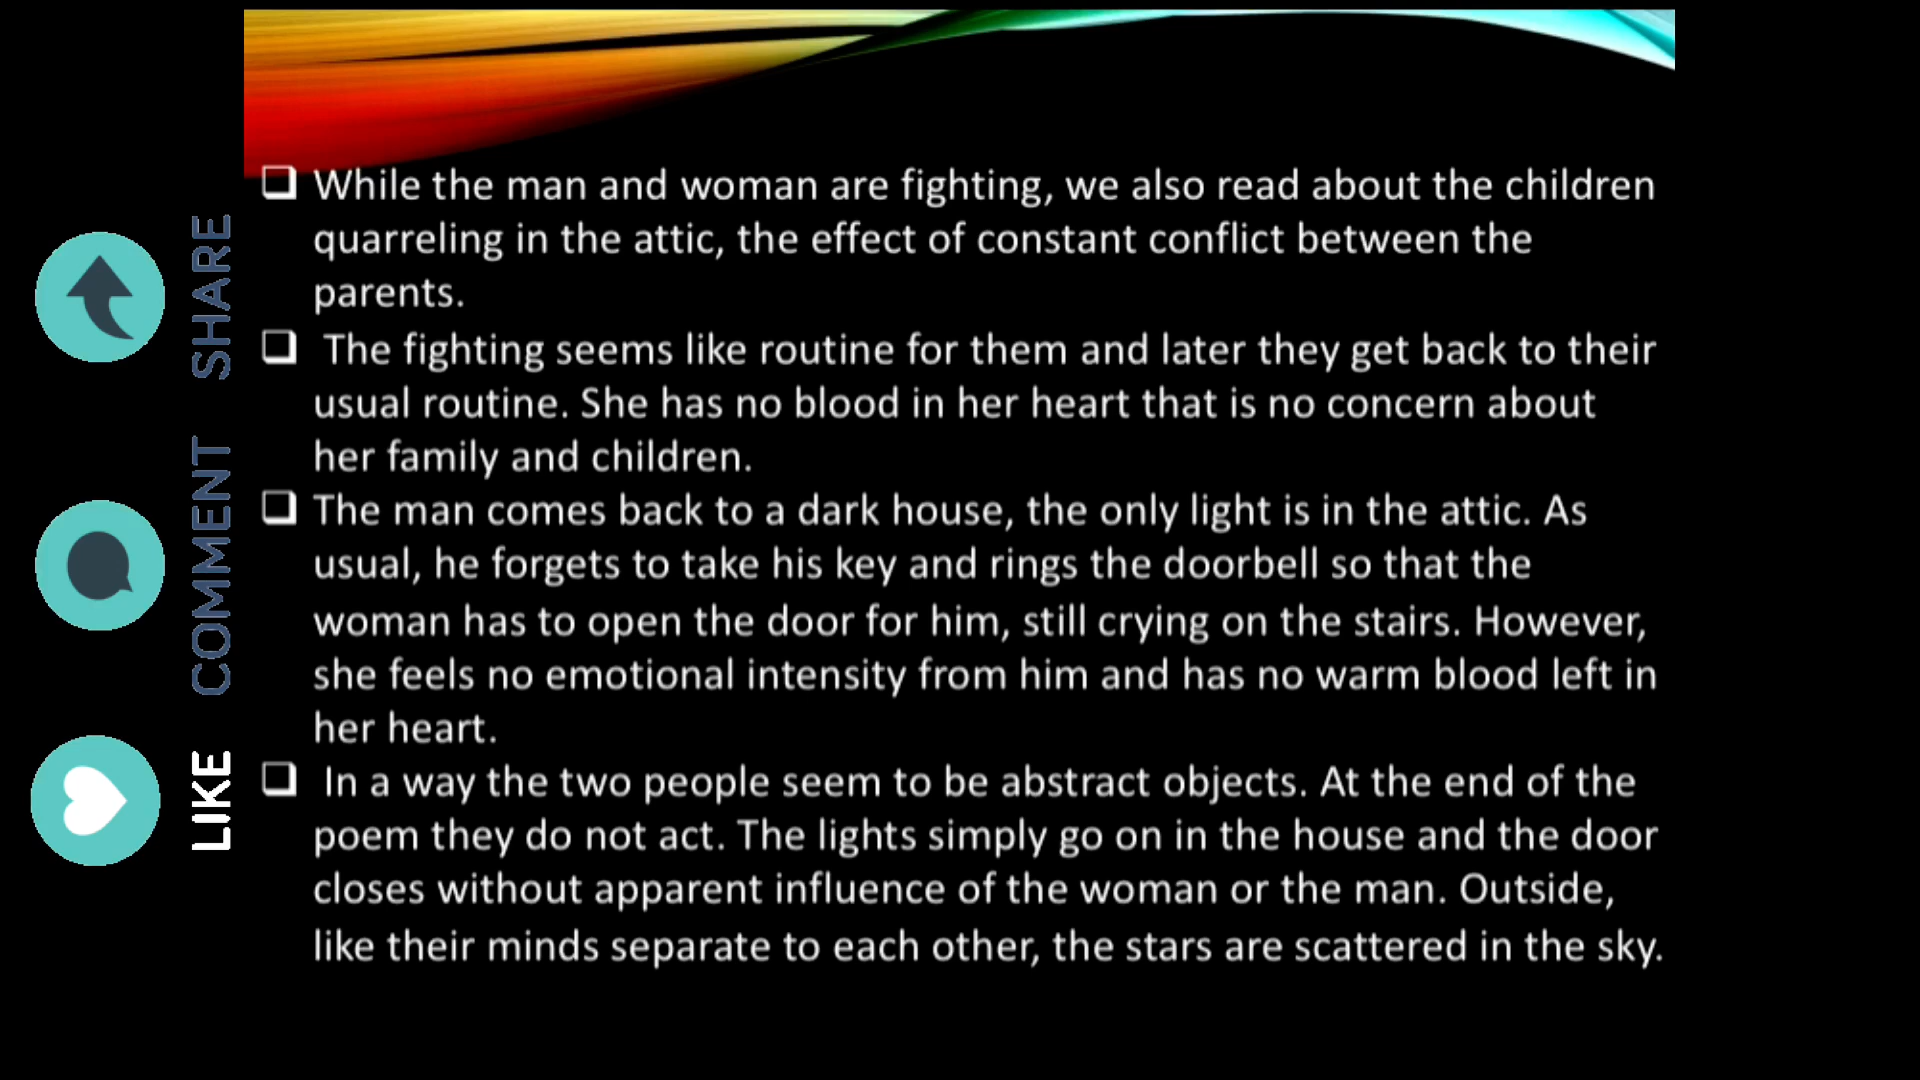 While the man and woman are fighting, we also read about the children
quarreling in the attic, the effect of constant conflict between the
parents.
The fighting seems like routine for them and later they get back to their
usual routine. She has no blood in her heart that is no concern about
her family and children.
The man comes back to a dark house, the only light is in the attic. As
usual, he forgets to take his key and rings the doorbell so that the
woman has to open the door for him, still crying on the stairs. However,
she feels no emotional intensity from him and has no warm blood left in
her heart.
In a way the two people seem to be abstract objects. At the end of the
poem they do not act. The lights simply go on in the house and the door
closes without apparent influence of the woman or the man. Outside,
like their minds separate to each other, the stars are scattered in the sky.
SHARE
COMMENT
LIKE